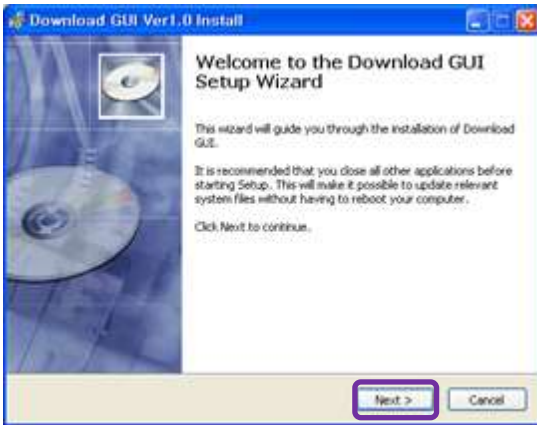 Download GUI Ver1.0 Install
Welcome to the Download GUI
Setup Wizard
This wizard will guide you through the installation of Download
GUI.
It is recommended that you close all other applications before
starting Setup. This will make it possible to update relevant
system files without having to reboot your computer.
Click Next to continue.
Next >
Cancel